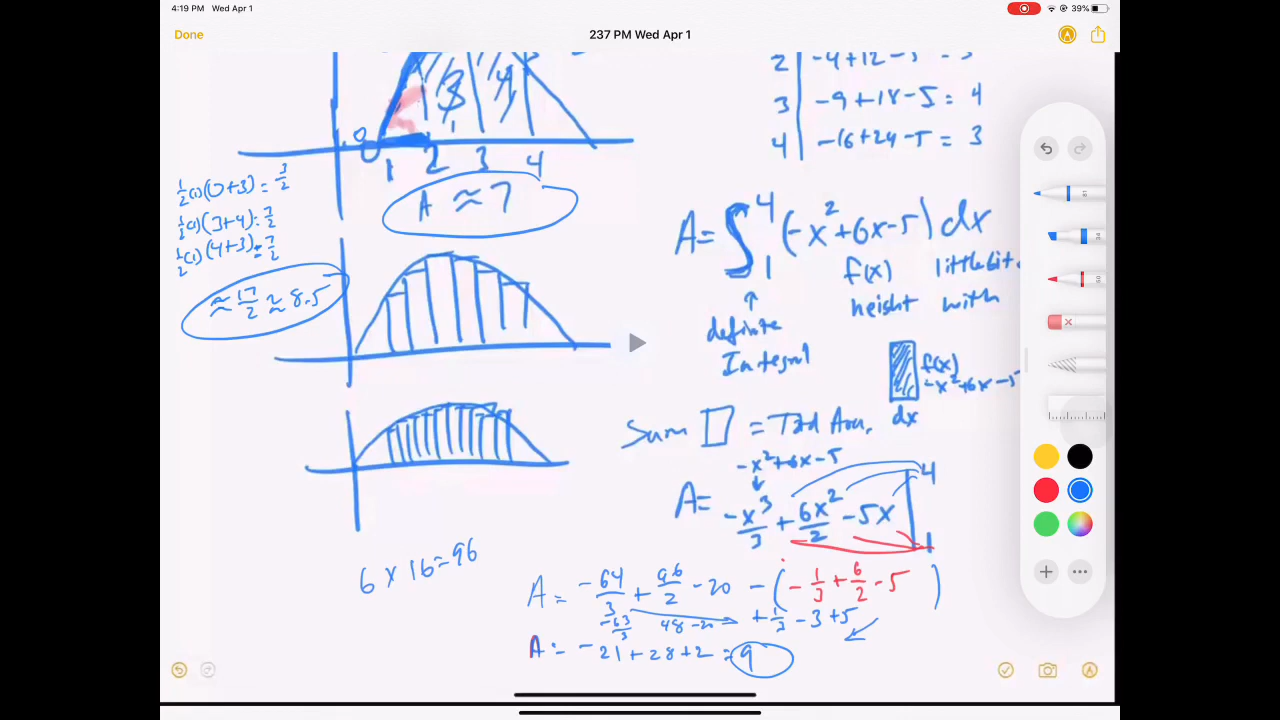 4:19 PM Wed Apr 1
39%
Done
237 PM Wed Apr 1
0
1 2 3 4
3 4
A ≈ 7
1/2 (1)(0+3) = 3/2
1/2 (1)(3+4) = 7/2
1/2 (1)(4+3) = 7/2
≈ 17/2 ≈ 8.5
2 | -4+12-5 = 3
3 | -9+18-5 = 4
4 | -16+24-5 = 3
A = ∫₁⁴ (-x²+6x-5) dx
f(x) little bit
height with
↑
definite
Integral
f(x)
-x²+6x-5
dx
Sum ▯ = Total Area,
-x²+6x-5
A = -x³/3 + 6x²/2 - 5x |₁⁴
6 x 16 = 96
A = -64/3 + 96/2 - 20 - (-1/3 + 6/2 - 5)
-63/3 48-20 +1/3 - 3 + 5
A = -21 + 28 + 2 = 9